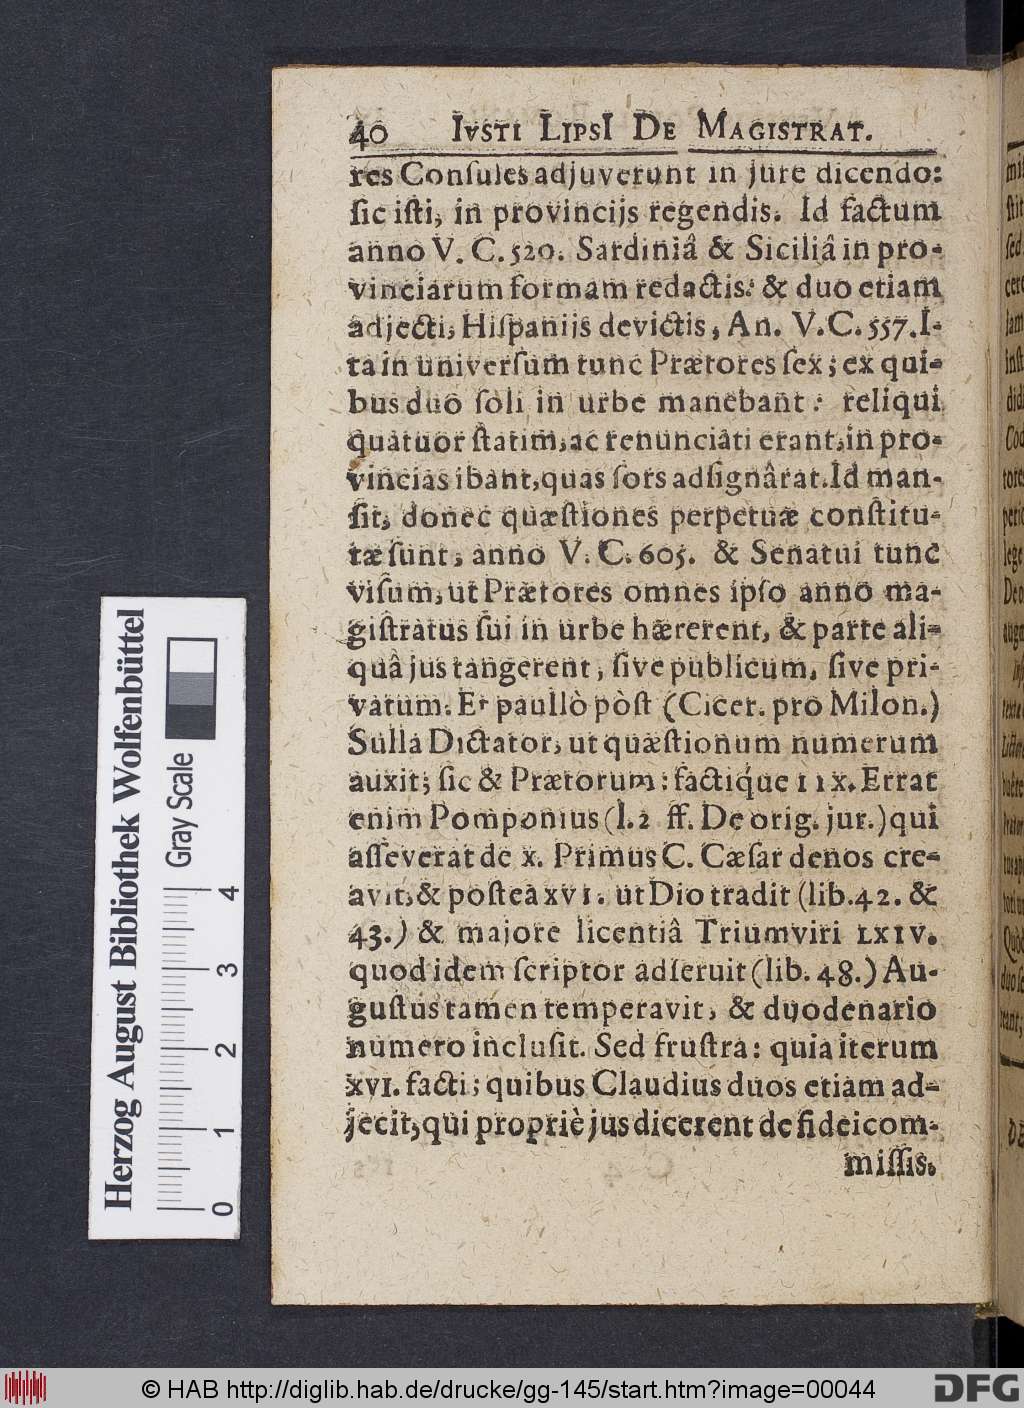 40 Iᴠsti LipsI De Magistrat.
res Conſules adjuverunt in jure dicendo:
ſic iſti, in provincijs regendis. Id factum
anno V. C. 520. Sardiniâ & Siciliâ in pro-
vinciarum formam redactis: & duo etiam
adjecti, Hiſpanijs devictis, An. V.C. 557. I-
ta in univerſum tunc Prætores ſex; ex qui-
bus duo ſoli in urbe manebant: reliqui
quatuor ſtatim, ac renunciati erant, in pro-
vincias ibant, quas ſors adſignârat. Id man-
ſit, donec quæſtiones perpetuæ conſtitu-
tæ ſunt, anno V. C. 605. & Senatui tunc
viſum, ut Prætores omnes ipſo anno ma-
giſtratus ſui in urbe hærerent, & parte ali-
quâ jus tangerent, ſive publicum, ſive pri-
vatum. Et paullò pòſt (Cicer. pro Milon.)
Sulla Dictator, ut quæſtionum numerum
auxit; ſic & Prætorum: factíque IIX. Errat
enim Pomponius (l. 2 ff. De orig. jur.) qui
aſſeverat de X. Primus C. Cæſar denos cre-
avit, & poſtea XVI. ut Dio tradit (lib. 42. &
43.) & majore licentiâ Triumviri LXIV.
quod idem ſcriptor adſeruit (lib. 48.) Au-
guſtus tamen temperavit, & duodenario
numero incluſit. Sed fruſtra: quia iterum
XVI. facti; quibus Claudius duos etiam ad-
jecit, qui propriè jus dicerent de fideicom-
miſſis.
Herzog August Bibliothek Wolfenbüttel
Gray Scale
0 1 2 3 4
© HAB http://diglib.hab.de/drucke/gg-145/start.htm?image=00044
DFG